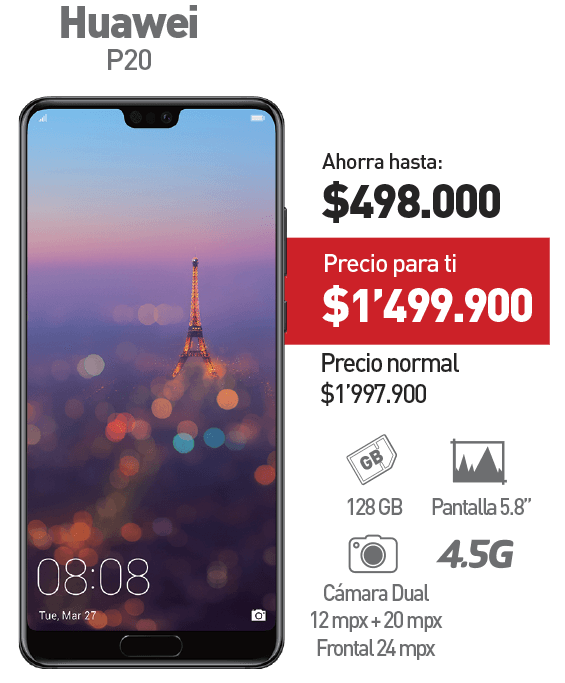 Huawei
P20
08:08
Tue, Mar 27
Ahorra hasta:
$498.000
Precio para ti
$1’499.900
Precio normal
$1’997.900
GB
128 GB
Pantalla 5.8”
4.5G
Cámara Dual
12 mpx + 20 mpx
Frontal 24 mpx